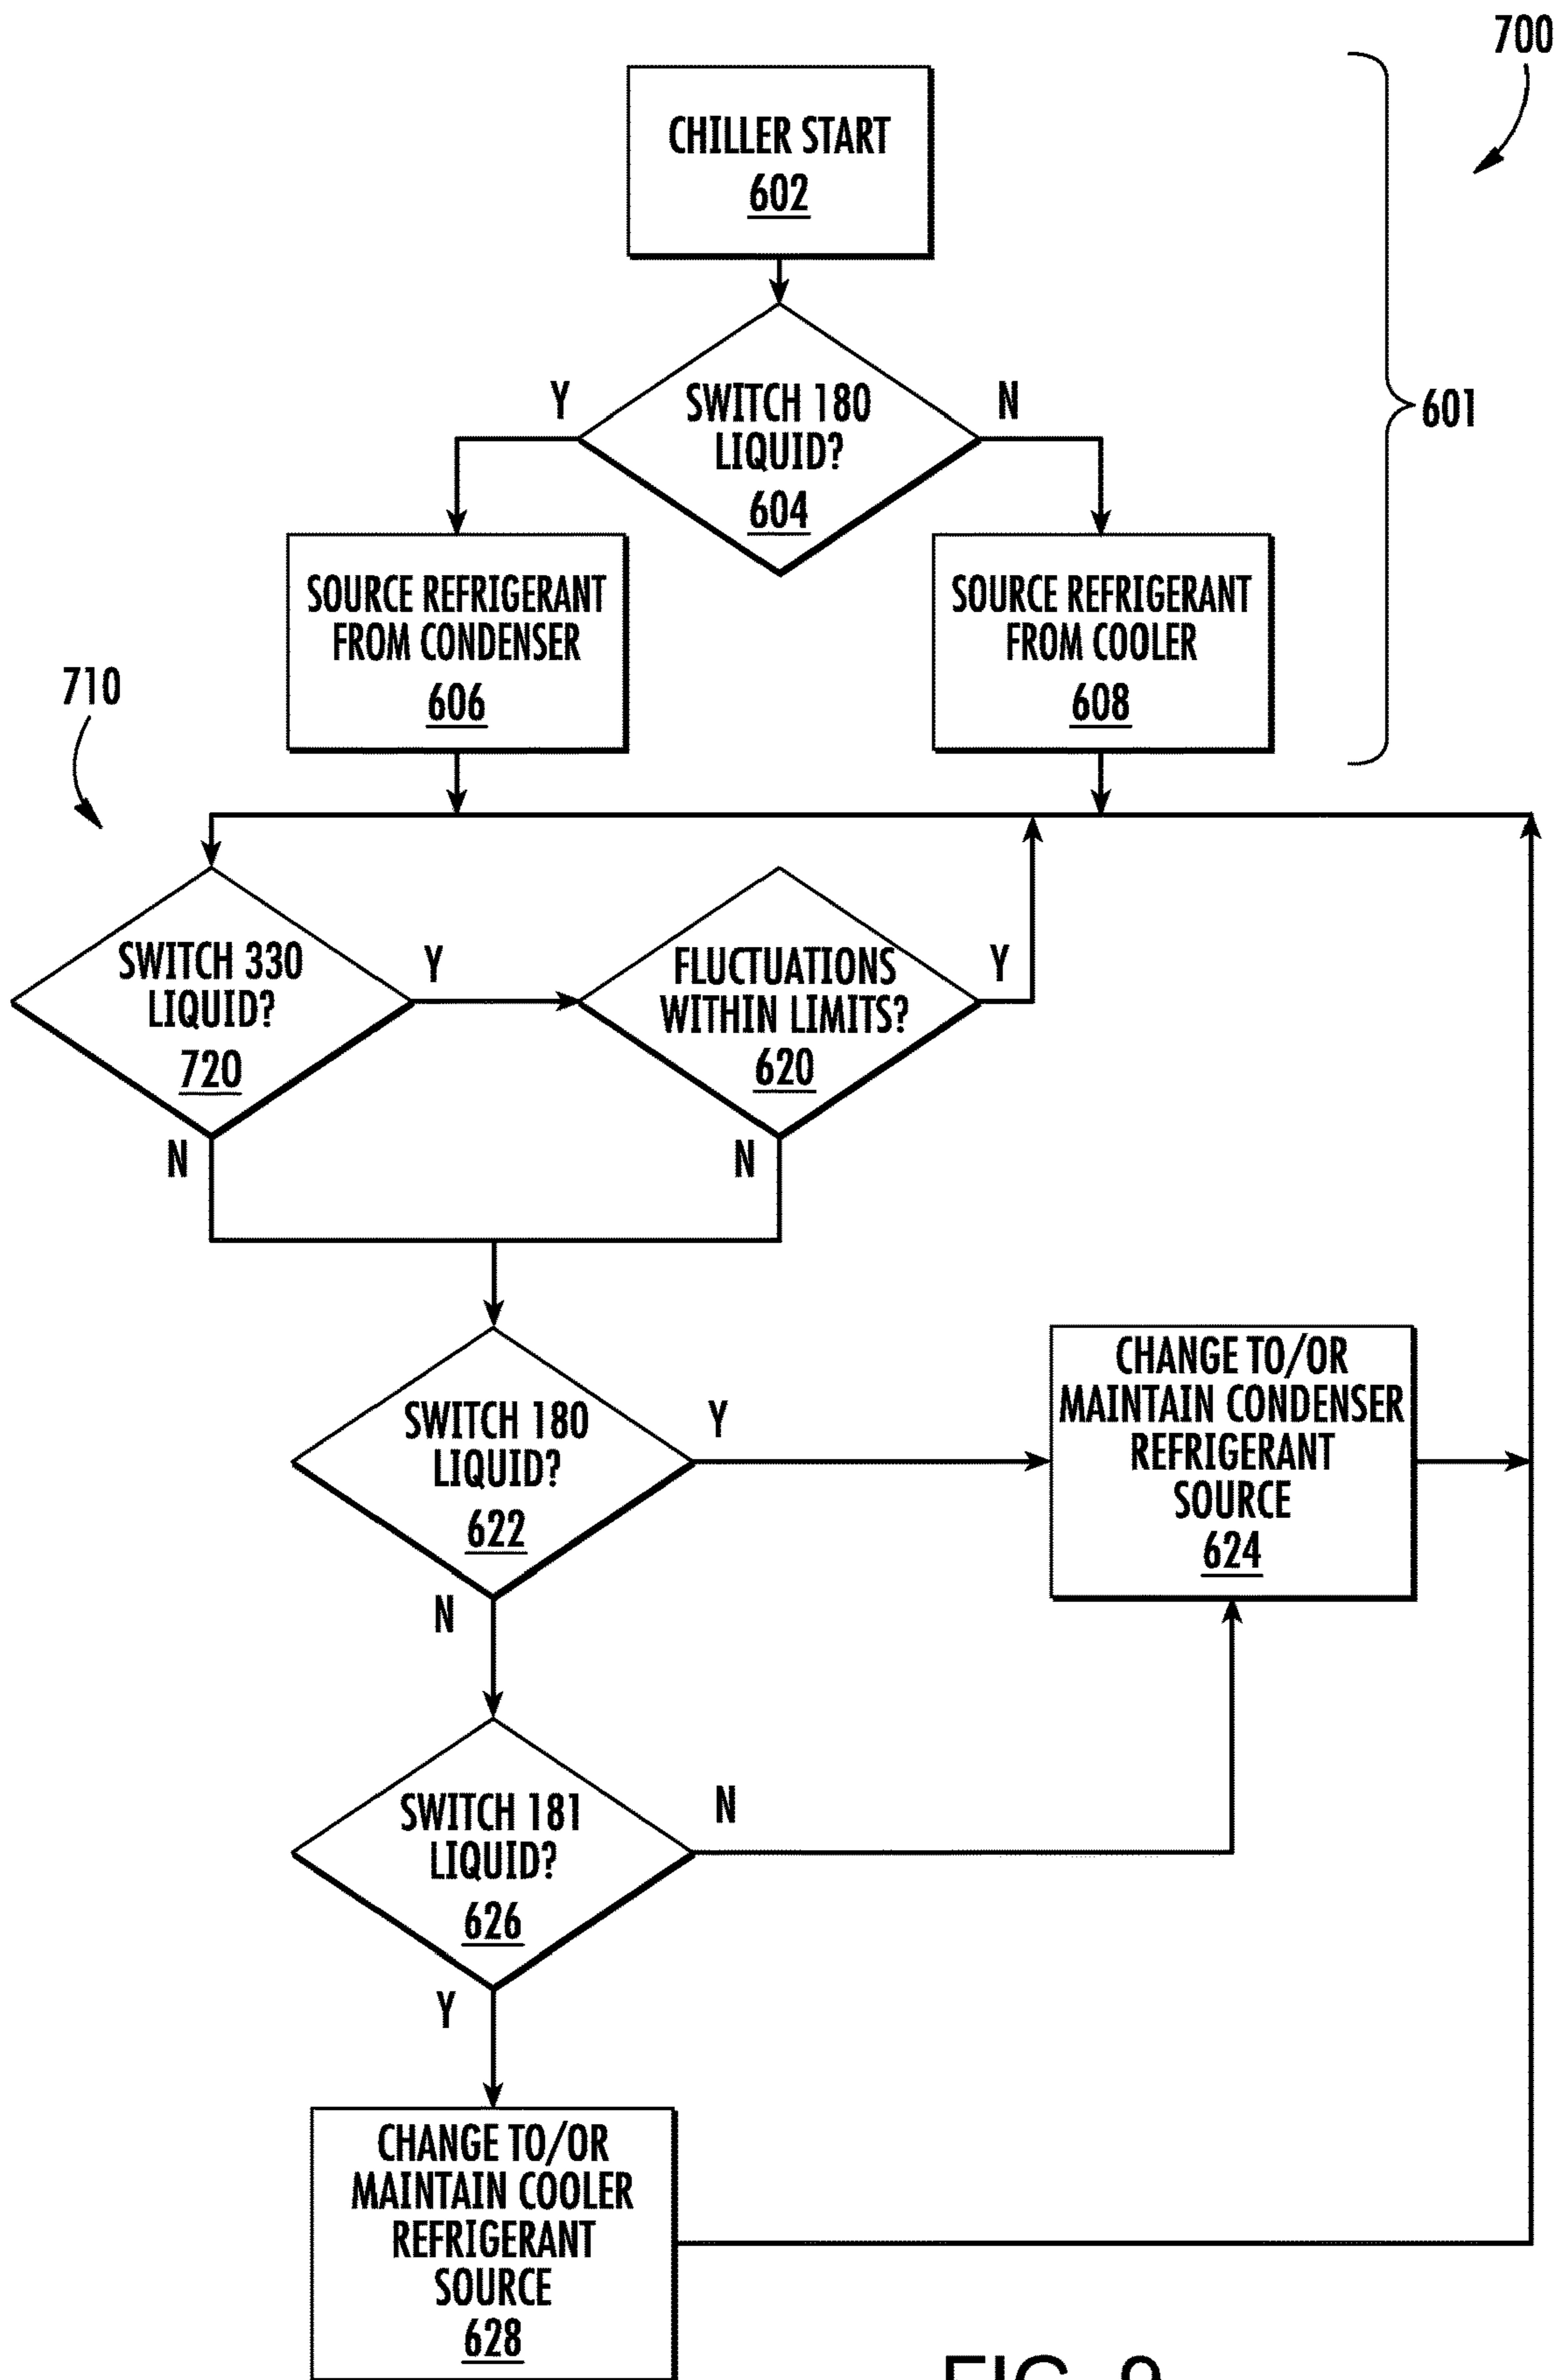 700
CHILLER START
602
601
Y
SWITCH 180
LIQUID?
604
N
SOURCE REFRIGERANT
FROM CONDENSER
606
SOURCE REFRIGERANT
FROM COOLER
608
710
SWITCH 330
LIQUID?
720
Y
N
FLUCTUATIONS
WITHIN LIMITS?
620
Y
N
SWITCH 180
LIQUID?
622
Y
N
CHANGE TO/OR
MAINTAIN CONDENSER
REFRIGERANT
SOURCE
624
SWITCH 181
LIQUID?
626
N
Y
CHANGE TO/OR
MAINTAIN COOLER
REFRIGERANT
SOURCE
628
FIG. 9